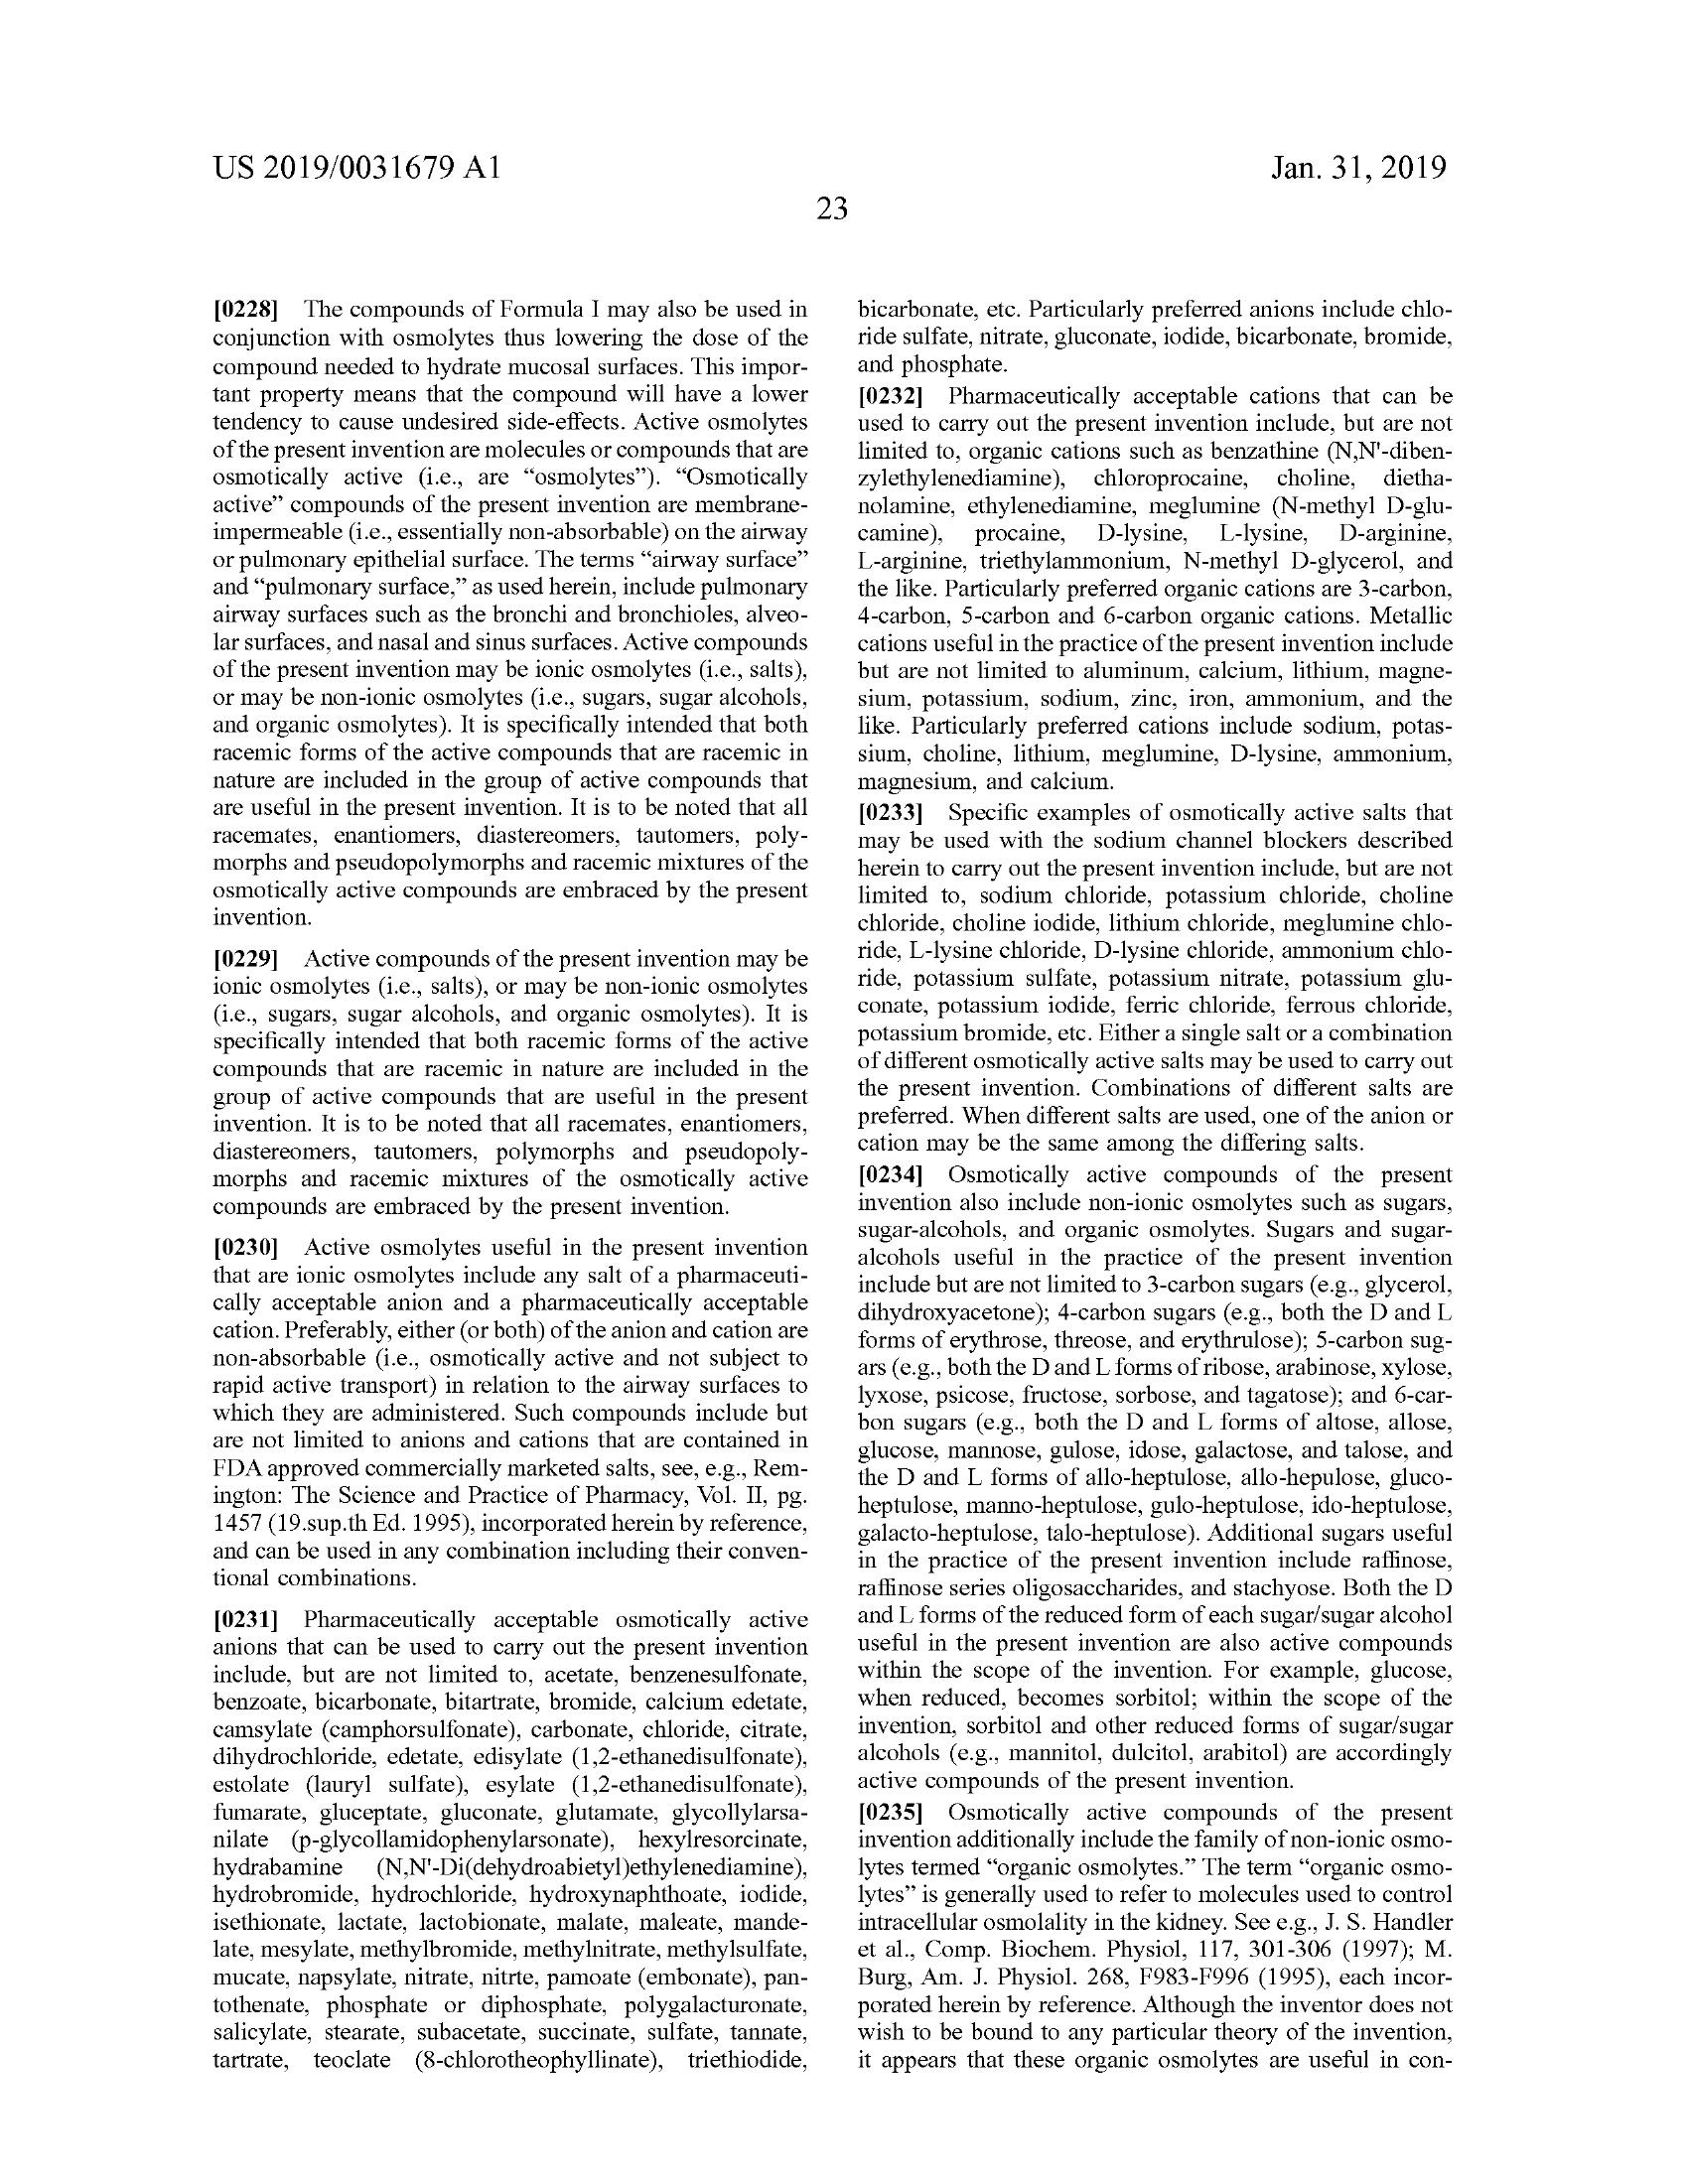 US 2019/0031679 A1
Jan. 31, 2019
23
[0228] The compounds of Formula I may also be used in
conjunction with osmolytes thus lowering the dose of the
compound needed to hydrate mucosal surfaces. This impor-
tant property means that the compound will have a lower
tendency to cause undesired side-effects. Active osmolytes
of the present invention are molecules or compounds that are
osmotically active (i.e., are “osmolytes”). “Osmotically
active” compounds of the present invention are membrane-
impermeable (i.e., essentially non-absorbable) on the airway
or pulmonary epithelial surface. The terms “airway surface”
and “pulmonary surface,” as used herein, include pulmonary
airway surfaces such as the bronchi and bronchioles, alveo-
lar surfaces, and nasal and sinus surfaces. Active compounds
of the present invention may be ionic osmolytes (i.e., salts),
or may be non-ionic osmolytes (i.e., sugars, sugar alcohols,
and organic osmolytes). It is specifically intended that both
racemic forms of the active compounds that are racemic in
nature are included in the group of active compounds that
are useful in the present invention. It is to be noted that all
racemates, enantiomers, diastereomers, tautomers, poly-
morphs and pseudopolymorphs and racemic mixtures of the
osmotically active compounds are embraced by the present
invention.
[0229] Active compounds of the present invention may be
ionic osmolytes (i.e., salts), or may be non-ionic osmolytes
(i.e., sugars, sugar alcohols, and organic osmolytes). It is
specifically intended that both racemic forms of the active
compounds that are racemic in nature are included in the
group of active compounds that are useful in the present
invention. It is to be noted that all racemates, enantiomers,
diastereomers, tautomers, polymorphs and pseudopoly-
morphs and racemic mixtures of the osmotically active
compounds are embraced by the present invention.
[0230] Active osmolytes useful in the present invention
that are ionic osmolytes include any salt of a pharmaceuti-
cally acceptable anion and a pharmaceutically acceptable
cation. Preferably, either (or both) of the anion and cation are
non-absorbable (i.e., osmotically active and not subject to
rapid active transport) in relation to the airway surfaces to
which they are administered. Such compounds include but
are not limited to anions and cations that are contained in
FDA approved commercially marketed salts, see, e.g., Rem-
ington: The Science and Practice of Pharmacy, Vol. II, pg.
1457 (19.sup.th Ed. 1995), incorporated herein by reference,
and can be used in any combination including their conven-
tional combinations.
[0231] Pharmaceutically acceptable osmotically active
anions that can be used to carry out the present invention
include, but are not limited to, acetate, benzenesulfonate,
benzoate, bicarbonate, bitartrate, bromide, calcium edetate,
camsylate (camphorsulfonate), carbonate, chloride, citrate,
dihydrochloride, edetate, edisylate (1,2-ethanedisulfonate),
estolate (lauryl sulfate), esylate (1,2-ethanedisulfonate),
fumarate, gluceptate, gluconate, glutamate, glycollylarsa-
nilate (p-glycollamidophenylarsonate), hexylresorcinate,
hydrabamine (N,N'-Di(dehydroabietyl)ethylenediamine),
hydrobromide, hydrochloride, hydroxynaphthoate, iodide,
isethionate, lactate, lactobionate, malate, maleate, mande-
late, mesylate, methylbromide, methylnitrate, methylsulfate,
mucate, napsylate, nitrate, nitrte, pamoate (embonate), pan-
tothenate, phosphate or diphosphate, polygalacturonate,
salicylate, stearate, subacetate, succinate, sulfate, tannate,
tartrate, teoclate (8-chlorotheophyllinate), triethiodide,
bicarbonate, etc. Particularly preferred anions include chlo-
ride sulfate, nitrate, gluconate, iodide, bicarbonate, bromide,
and phosphate.
[0232] Pharmaceutically acceptable cations that can be
used to carry out the present invention include, but are not
limited to, organic cations such as benzathine (N,N'-diben-
zylethylenediamine), chloroprocaine, choline, dietha-
nolamine, ethylenediamine, meglumine (N-methyl D-glu-
camine), procaine, D-lysine, L-lysine, D-arginine,
L-arginine, triethylammonium, N-methyl D-glycerol, and
the like. Particularly preferred organic cations are 3-carbon,
4-carbon, 5-carbon and 6-carbon organic cations. Metallic
cations useful in the practice of the present invention include
but are not limited to aluminum, calcium, lithium, magne-
sium, potassium, sodium, zinc, iron, ammonium, and the
like. Particularly preferred cations include sodium, potas-
sium, choline, lithium, meglumine, D-lysine, ammonium,
magnesium, and calcium.
[0233] Specific examples of osmotically active salts that
may be used with the sodium channel blockers described
herein to carry out the present invention include, but are not
limited to, sodium chloride, potassium chloride, choline
chloride, choline iodide, lithium chloride, meglumine chlo-
ride, L-lysine chloride, D-lysine chloride, ammonium chlo-
ride, potassium sulfate, potassium nitrate, potassium glu-
conate, potassium iodide, ferric chloride, ferrous chloride,
potassium bromide, etc. Either a single salt or a combination
of different osmotically active salts may be used to carry out
the present invention. Combinations of different salts are
preferred. When different salts are used, one of the anion or
cation may be the same among the differing salts.
[0234] Osmotically active compounds of the present
invention also include non-ionic osmolytes such as sugars,
sugar-alcohols, and organic osmolytes. Sugars and sugar-
alcohols useful in the practice of the present invention
include but are not limited to 3-carbon sugars (e.g., glycerol,
dihydroxyacetone); 4-carbon sugars (e.g., both the D and L
forms of erythrose, threose, and erythrulose); 5-carbon sug-
ars (e.g., both the D and L forms of ribose, arabinose, xylose,
lyxose, psicose, fructose, sorbose, and tagatose); and 6-car-
bon sugars (e.g., both the D and L forms of altose, allose,
glucose, mannose, gulose, idose, galactose, and talose, and
the D and L forms of allo-heptulose, allo-hepulose, gluco-
heptulose, manno-heptulose, gulo-heptulose, ido-heptulose,
galacto-heptulose, talo-heptulose). Additional sugars useful
in the practice of the present invention include raffinose,
raffinose series oligosaccharides, and stachyose. Both the D
and L forms of the reduced form of each sugar/sugar alcohol
useful in the present invention are also active compounds
within the scope of the invention. For example, glucose,
when reduced, becomes sorbitol; within the scope of the
invention, sorbitol and other reduced forms of sugar/sugar
alcohols (e.g., mannitol, dulcitol, arabitol) are accordingly
active compounds of the present invention.
[0235] Osmotically active compounds of the present
invention additionally include the family of non-ionic osmo-
lytes termed “organic osmolytes.” The term “organic osmo-
lytes” is generally used to refer to molecules used to control
intracellular osmolality in the kidney. See e.g., J. S. Handler
et al., Comp. Biochem. Physiol, 117, 301-306 (1997); M.
Burg, Am. J. Physiol. 268, F983-F996 (1995), each incor-
porated herein by reference. Although the inventor does not
wish to be bound to any particular theory of the invention,
it appears that these organic osmolytes are useful in con-